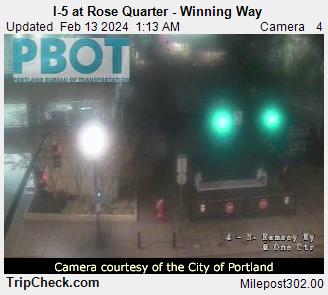 I-5 at Rose Quarter - Winning Way
Updated Feb 13 2024 1:13 AM Camera 4
PBOT
PORTLAND BUREAU OF TRANSPORTATION
4 - N. Ramsey Wy
@ One Ctr
Camera courtesy of the City of Portland
TripCheck.com Milepost302.00